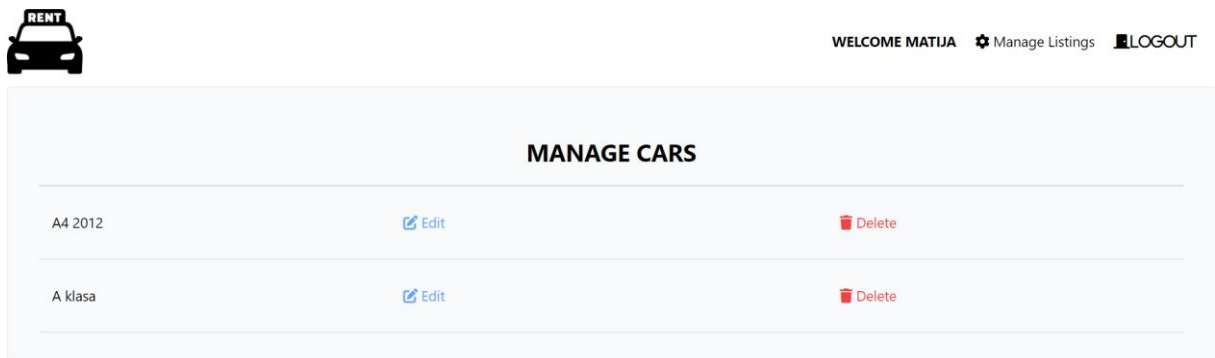 RENT
WELCOME MATIJA Manage Listings LOGOUT
MANAGE CARS
A4 2012 Edit Delete
A klasa Edit Delete